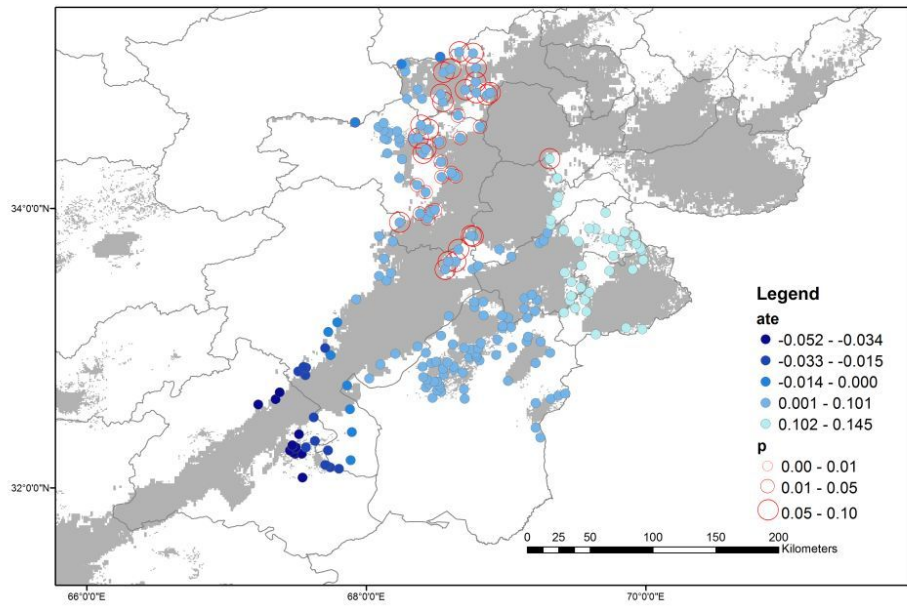 34°0'0"N
32°0'0"N
66°0'0"E
68°0'0"E
70°0'0"E
Legend
ate
-0.052 - -0.034
-0.033 - -0.015
-0.014 - 0.000
0.001 - 0.101
0.102 - 0.145
p
0.00 - 0.01
0.01 - 0.05
0.05 - 0.10
0 50 100 150 200
Kilometers